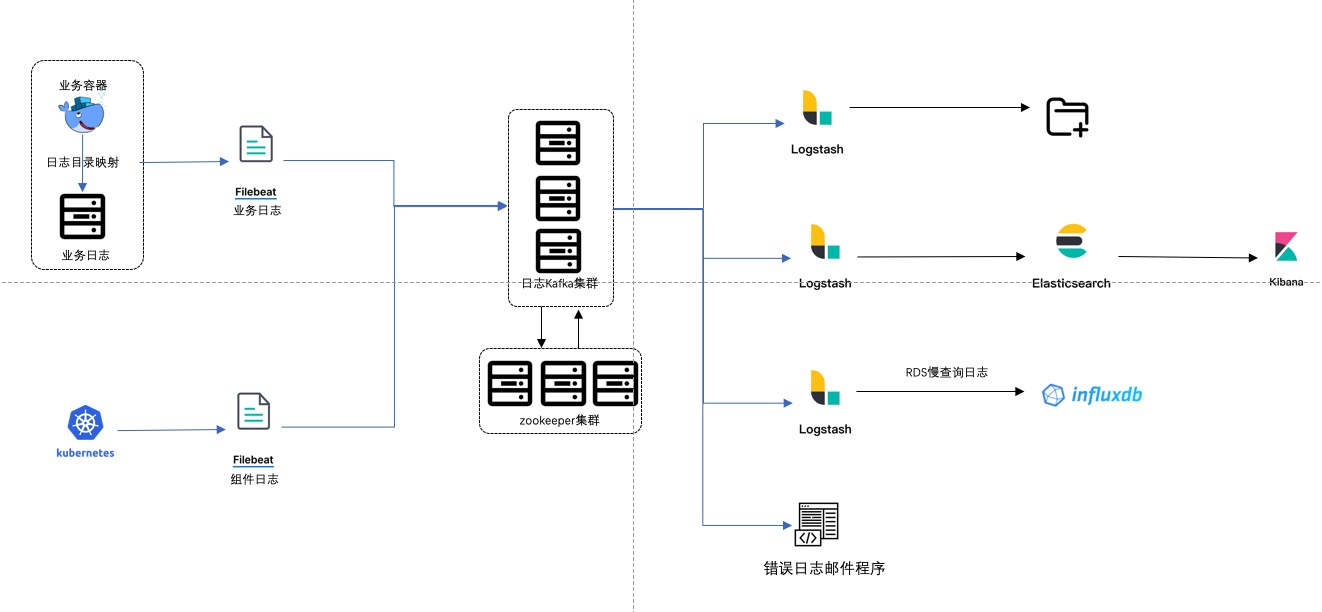 业务容器
日志目录映射
业务日志
Filebeat
业务日志
kubernetes
Filebeat
组件日志
日志Kafka集群
zookeeper集群
Logstash
Logstash
Elasticsearch
Kibana
RDS慢查询日志
influxdb
Logstash
错误日志邮件程序